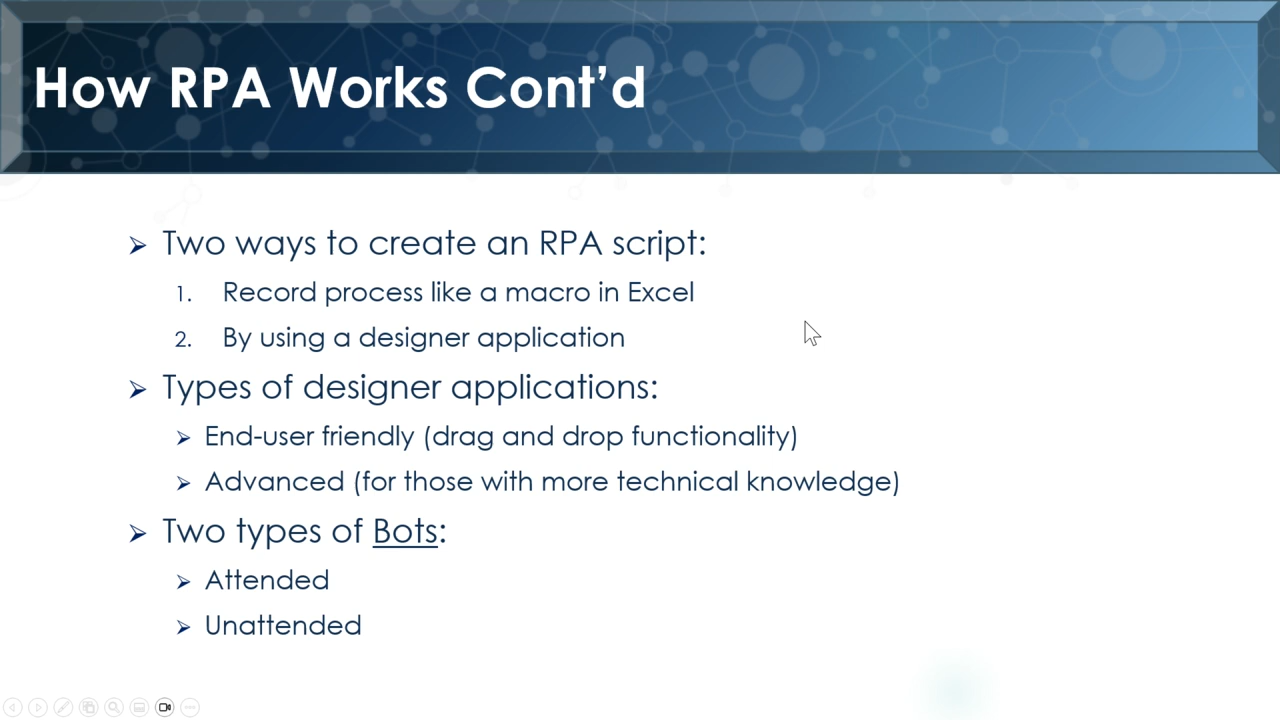 How RPA Works Cont’d
➢ Two ways to create an RPA script:
1. Record process like a macro in Excel
2. By using a designer application
➢ Types of designer applications:
➢ End-user friendly (drag and drop functionality)
➢ Advanced (for those with more technical knowledge)
➢ Two types of Bots:
➢ Attended
➢ Unattended